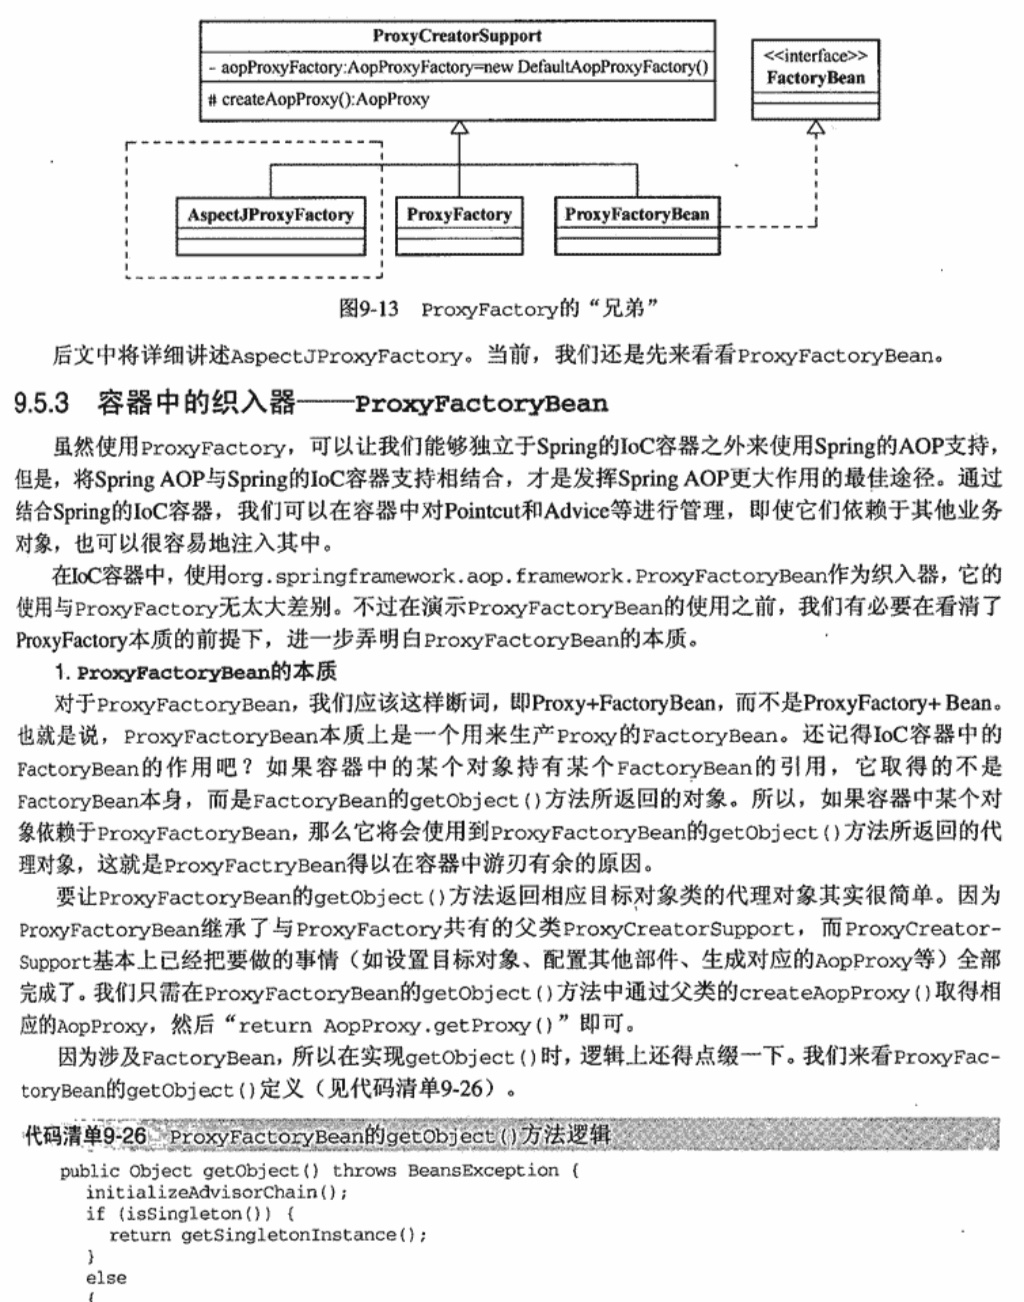 ProxyCreatorSupport
- aopProxyFactory:AopProxyFactory=new DefaultAopProxyFactory()
# createAopProxy():AopProxy
<<interface>>
FactoryBean
AspectJProxyFactory
ProxyFactory
ProxyFactoryBean
图9-13 ProxyFactory的“兄弟”
后文中将详细讲述AspectJProxyFactory。当前，我们还是先来看看ProxyFactoryBean。
9.5.3 容器中的织入器——ProxyFactoryBean
虽然使用ProxyFactory，可以让我们能够独立于Spring的IoC容器之外来使用Spring的AOP支持，
但是，将Spring AOP与Spring的IoC容器支持相结合，才是发挥Spring AOP更大作用的最佳途径。通过
结合Spring的IoC容器，我们可以在容器中对Pointcut和Advice等进行管理，即使它们依赖于其他业务
对象，也可以很容易地注入其中。
在IoC容器中，使用org.springframework.aop.framework.ProxyFactoryBean作为织入器，它的
使用与ProxyFactory无太大差别。不过在演示ProxyFactoryBean的使用之前，我们有必要在看清了
ProxyFactory本质的前提下，进一步弄明白ProxyFactoryBean的本质。
1. ProxyFactoryBean的本质
对于ProxyFactoryBean，我们应该这样断词，即Proxy+FactoryBean，而不是ProxyFactory+ Bean。
也就是说，ProxyFactoryBean本质上是一个用来生产Proxy的FactoryBean。还记得IoC容器中的
FactoryBean的作用吧？如果容器中的某个对象持有某个FactoryBean的引用，它取得的不是
FactoryBean本身，而是FactoryBean的getObject()方法所返回的对象。所以，如果容器中某个对
象依赖于ProxyFactoryBean，那么它将会使用到ProxyFactoryBean的getObject()方法所返回的代
理对象，这就是ProxyFactryBean得以在容器中游刃有余的原因。
要让ProxyFactoryBean的getObject()方法返回相应目标对象类的代理对象其实很简单。因为
ProxyFactoryBean继承了与ProxyFactory共有的父类ProxyCreatorSupport，而ProxyCreator-
Support基本上已经把要做的事情（如设置目标对象、配置其他部件、生成对应的AopProxy等）全部
完成了。我们只需在ProxyFactoryBean的getObject()方法中通过父类的createAopProxy()取得相
应的AopProxy，然后“return AopProxy.getProxy()”即可。
因为涉及FactoryBean，所以在实现getObject()时，逻辑上还得点缀一下。我们来看ProxyFac-
toryBean的getObject()定义（见代码清单9-26）。
代码清单9-26 ProxyFactoryBean的getObject()方法逻辑
public Object getObject() throws BeansException {
initializeAdvisorChain();
if (isSingleton()) {
return getSingletonInstance();
}
else
{